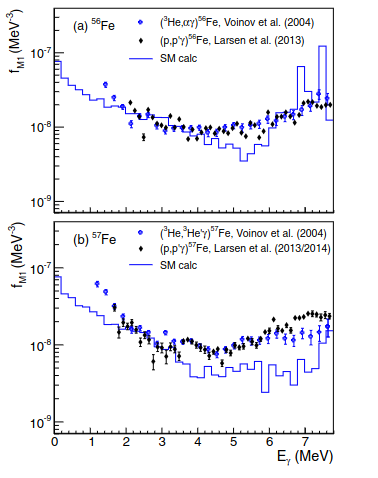 (a) ⁵⁶Fe
(³He,αγ)⁵⁶Fe, Voinov et al. (2004)
(p,p'γ)⁵⁶Fe, Larsen et al. (2013)
SM calc
f_M1 (MeV⁻³)
10⁻⁷
10⁻⁸
10⁻⁹
(b) ⁵⁷Fe
(³He,³He'γ)⁵⁷Fe, Voinov et al. (2004)
(p,p'γ)⁵⁷Fe, Larsen et al. (2013/2014)
SM calc
f_M1 (MeV⁻³)
10⁻⁷
10⁻⁸
10⁻⁹
0 1 2 3 4 5 6 7
E_γ (MeV)